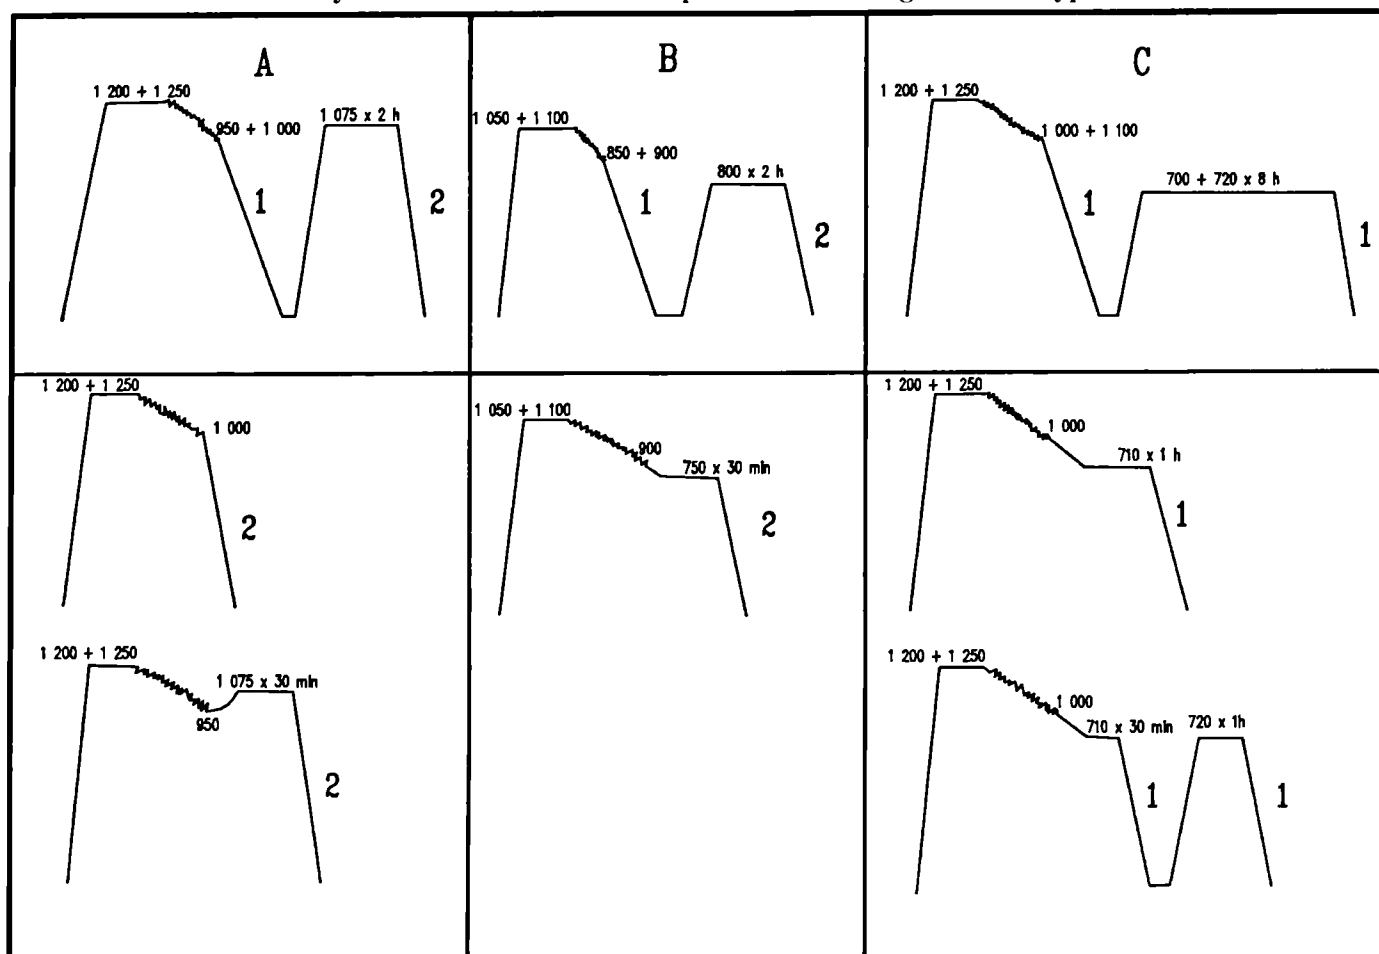 A
1 200 + 1 250
950 + 1 000
1 075 x 2 h
1
2
B
1 050 + 1 100
850 + 900
800 x 2 h
1
2
C
1 200 + 1 250
1 000 + 1 100
700 + 720 x 8 h
1
1
1 200 + 1 250
1 000
2
1 200 + 1 250
1 075 x 30 min
950
2
1 050 + 1 100
900
750 x 30 min
2
1 200 + 1 250
1 000
710 x 1 h
1
1 200 + 1 250
1 000
710 x 30 min
720 x 1h
1
1